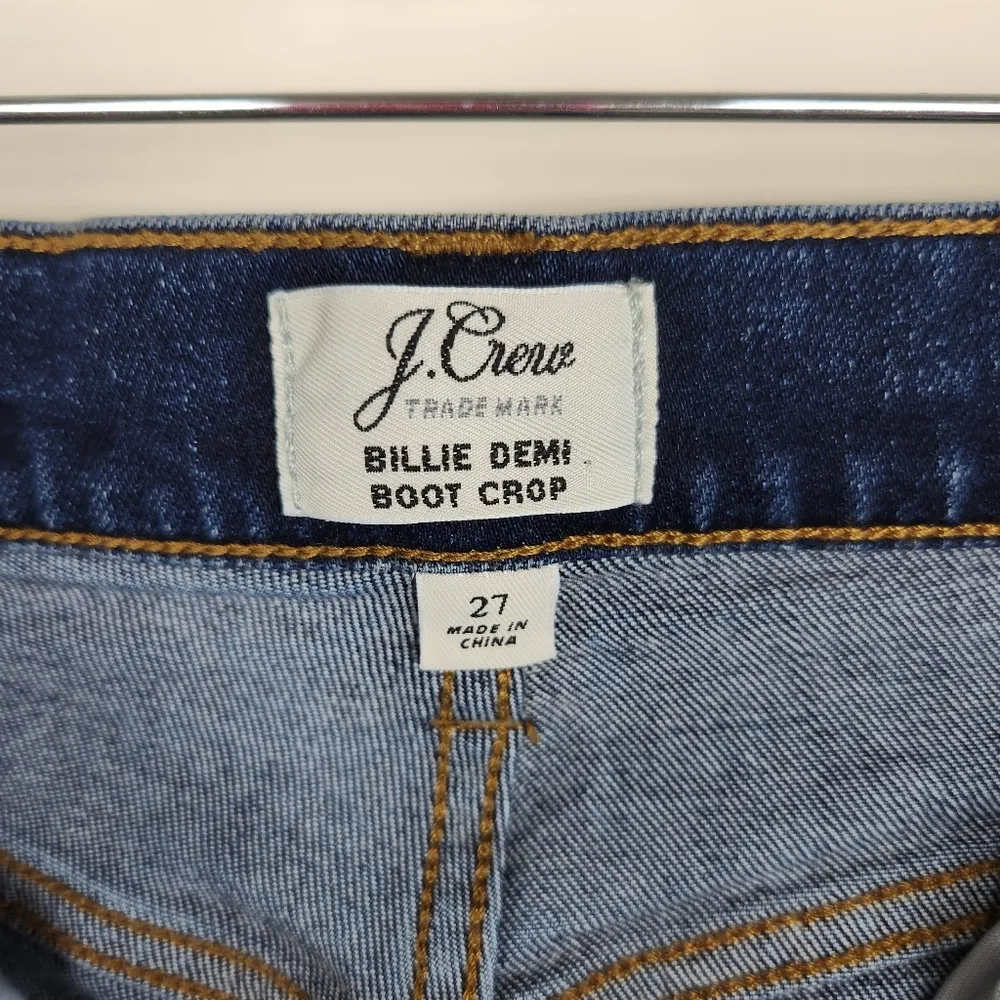 J.Crew
TRADE MARK
BILLIE DEMI
BOOT CROP
27
MADE IN
CHINA